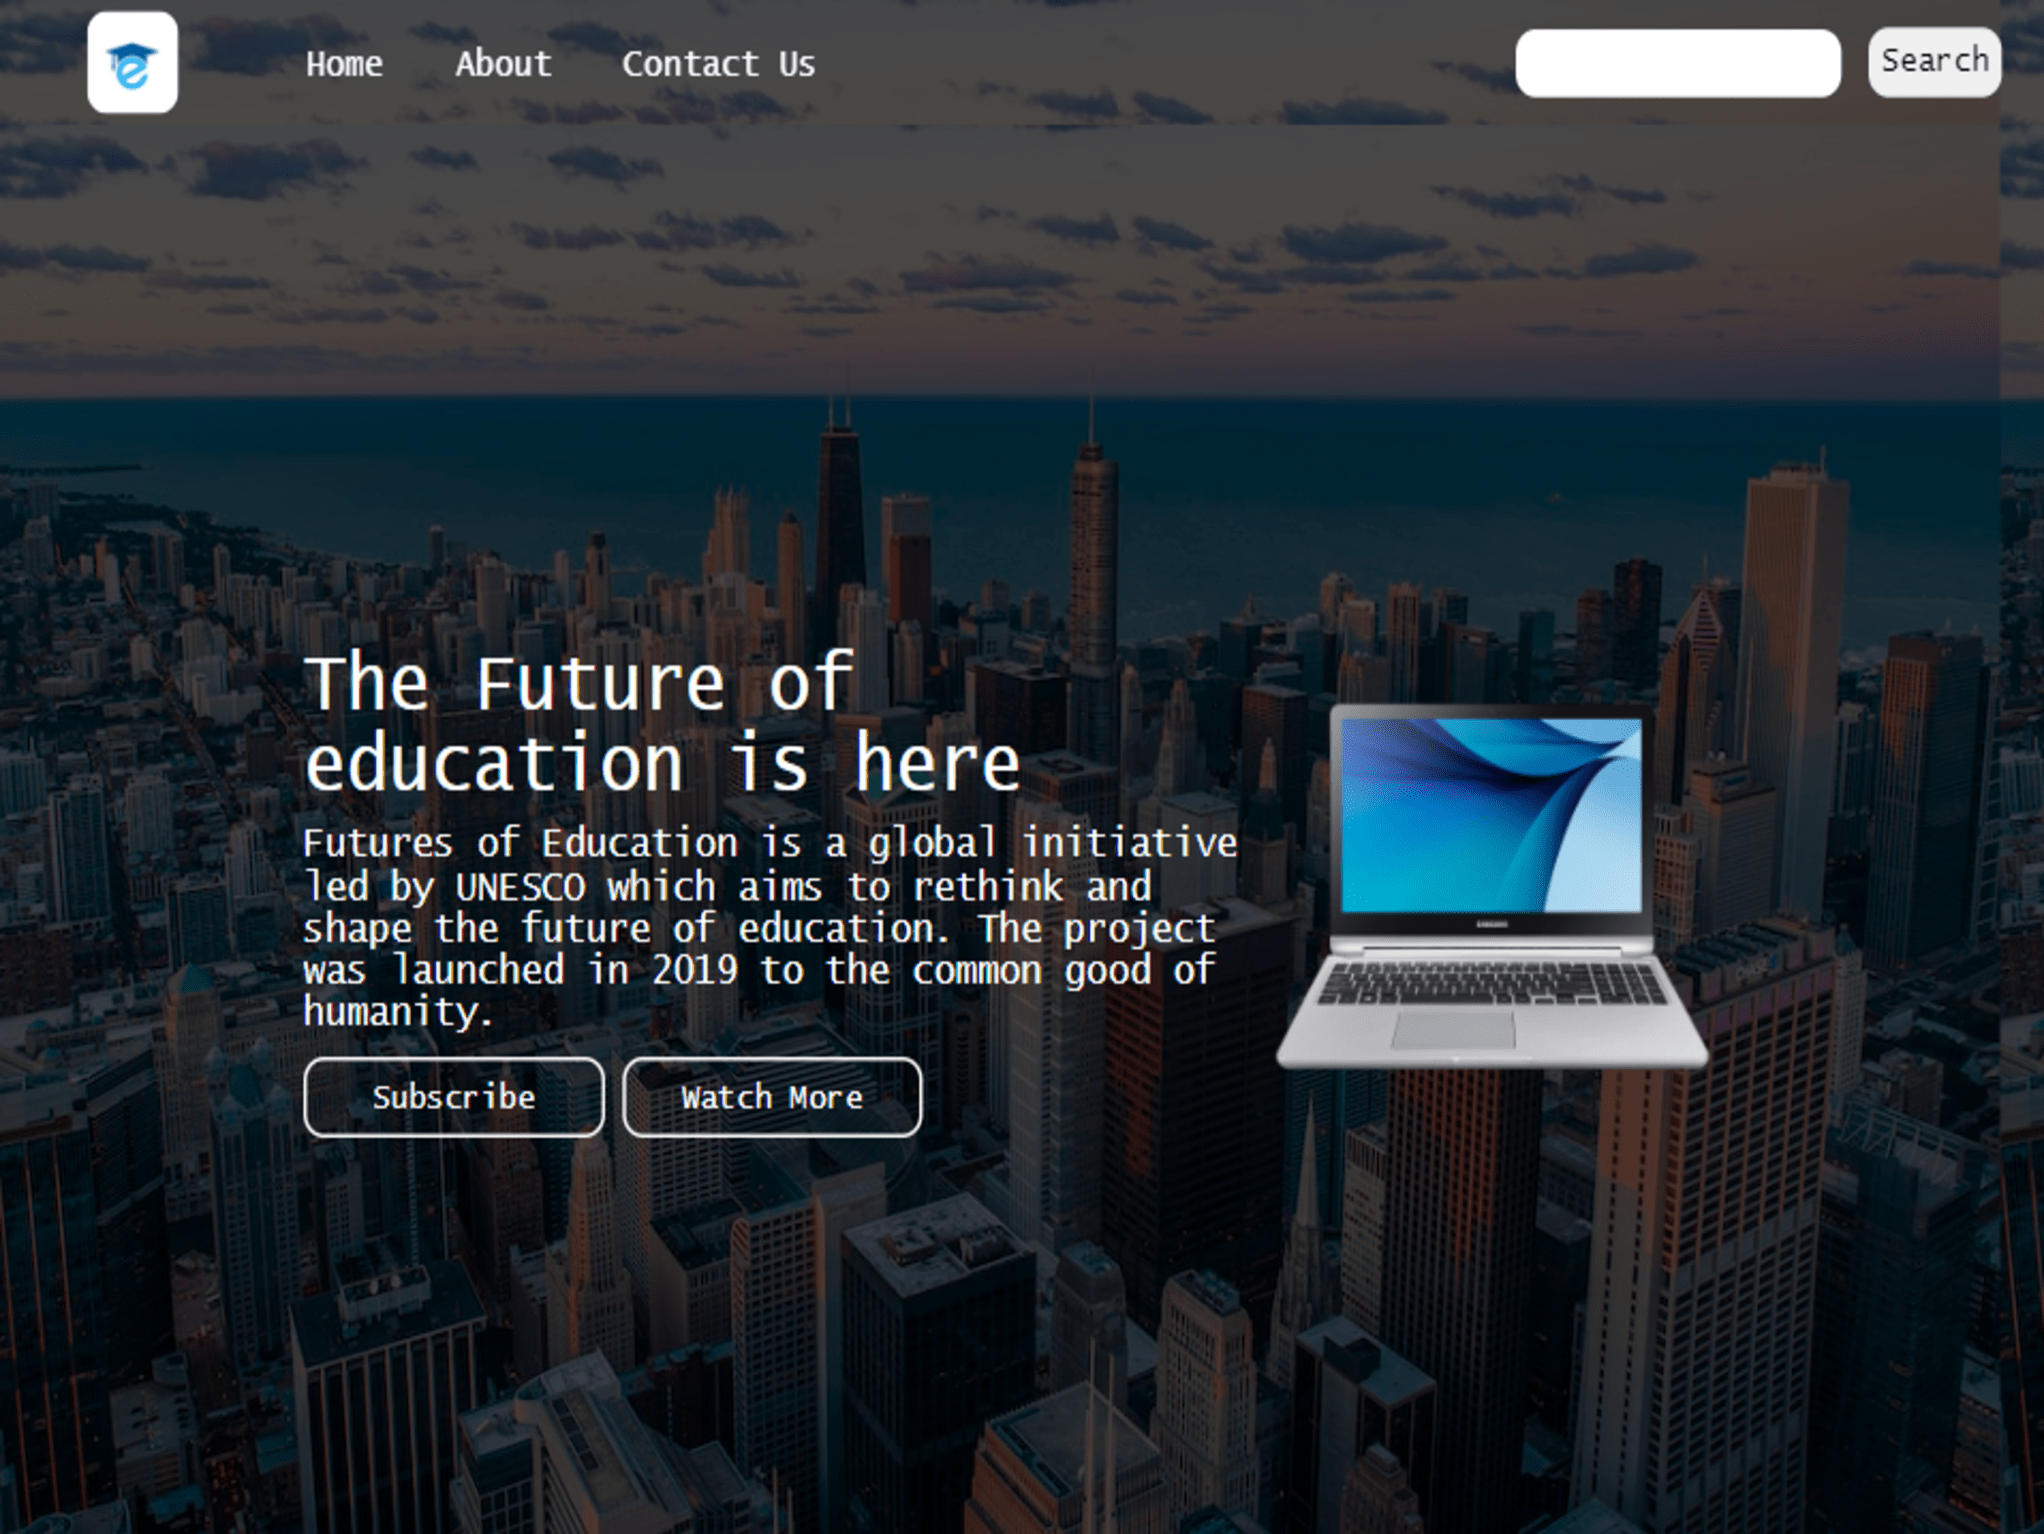 Home About Contact Us Search
The Future of
education is here
Futures of Education is a global initiative
led by UNESCO which aims to rethink and
shape the future of education. The project
was launched in 2019 to the common good of
humanity.
Subscribe Watch More